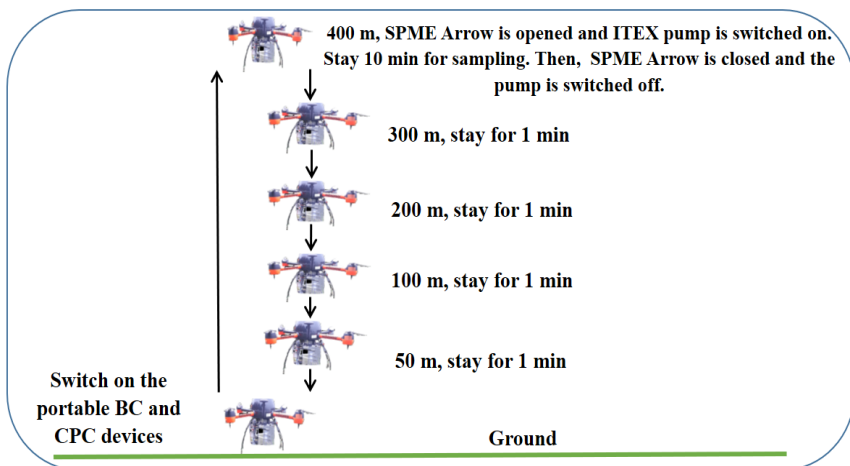 400 m, SPME Arrow is opened and ITEX pump is switched on.
Stay 10 min for sampling. Then, SPME Arrow is closed and the
pump is switched off.
300 m, stay for 1 min
200 m, stay for 1 min
100 m, stay for 1 min
50 m, stay for 1 min
Switch on the
portable BC and
CPC devices
Ground